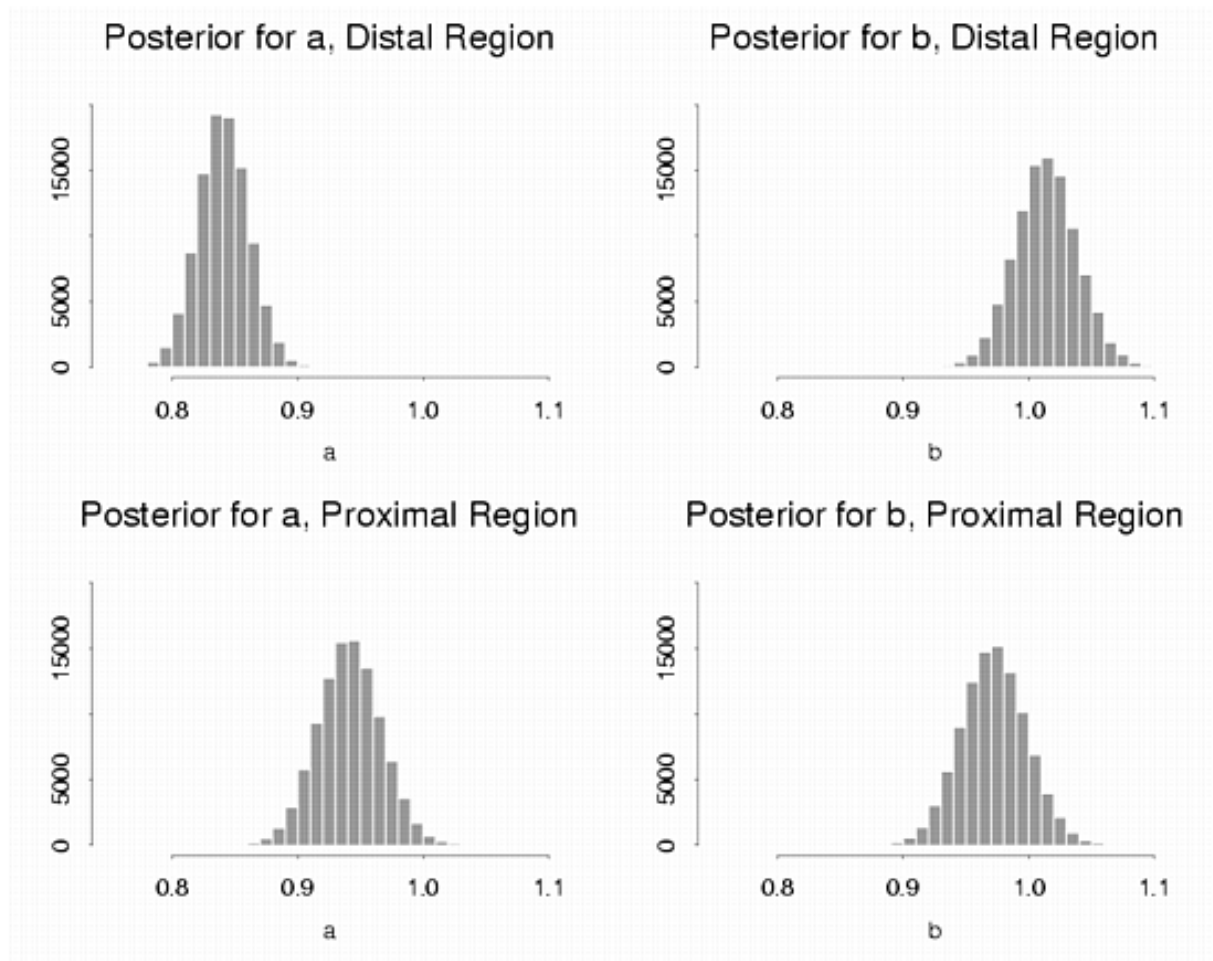 Posterior for a, Distal Region
15000
5000
0
0.8 0.9 1.0 1.1
a
Posterior for b, Distal Region
15000
5000
0
0.8 0.9 1.0 1.1
b
Posterior for a, Proximal Region
15000
5000
0
0.8 0.9 1.0 1.1
a
Posterior for b, Proximal Region
15000
5000
0
0.8 0.9 1.0 1.1
b